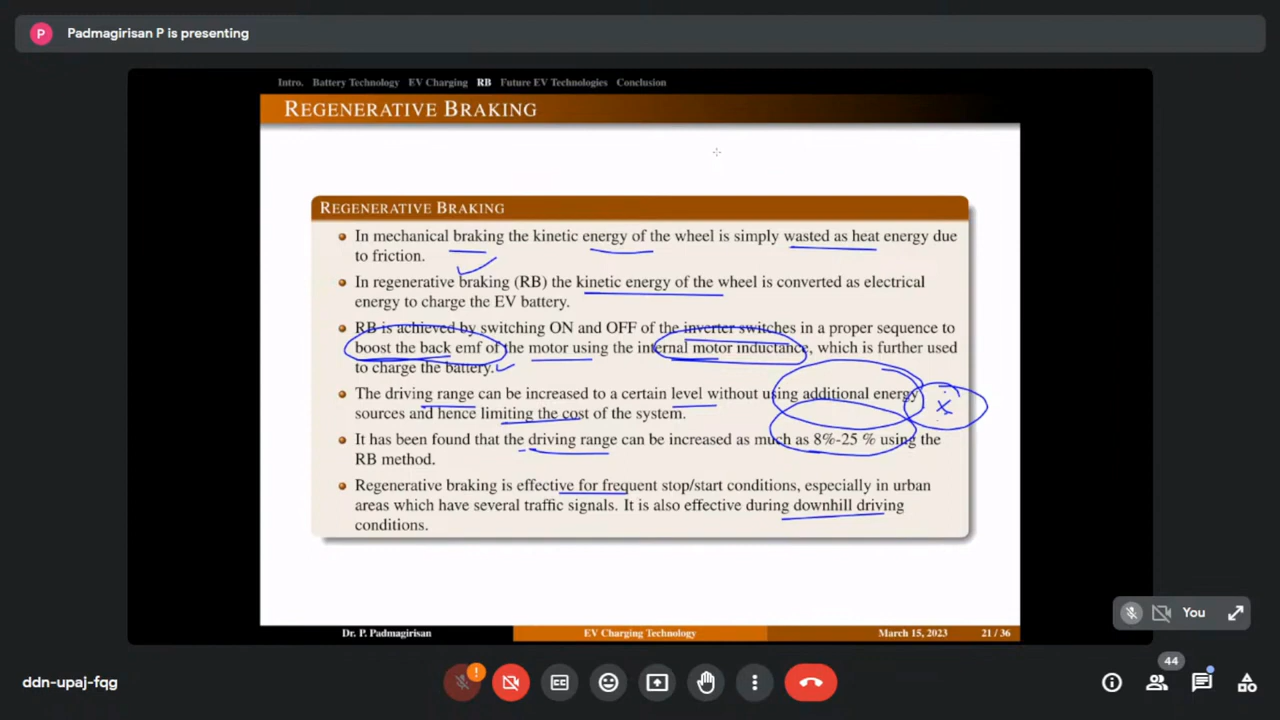 P Padmagirisan P is presenting
Intro. Battery Technology EV Charging RB Future EV Technologies Conclusion
REGENERATIVE BRAKING
REGENERATIVE BRAKING
In mechanical braking the kinetic energy of the wheel is simply wasted as heat energy due
to friction.
In regenerative braking (RB) the kinetic energy of the wheel is converted as electrical
energy to charge the EV battery.
RB is achieved by switching ON and OFF of the inverter switches in a proper sequence to
boost the back emf of the motor using the internal motor inductance, which is further used
to charge the battery.
The driving range can be increased to a certain level without using additional energy
sources and hence limiting the cost of the system.
It has been found that the driving range can be increased as much as 8%-25 % using the
RB method.
Regenerative braking is effective for frequent stop/start conditions, especially in urban
areas which have several traffic signals. It is also effective during downhill driving
conditions.
Dr. P. Padmagirisan EV Charging Technology March 15, 2023 21 / 36
You
ddn-upaj-fqg
44